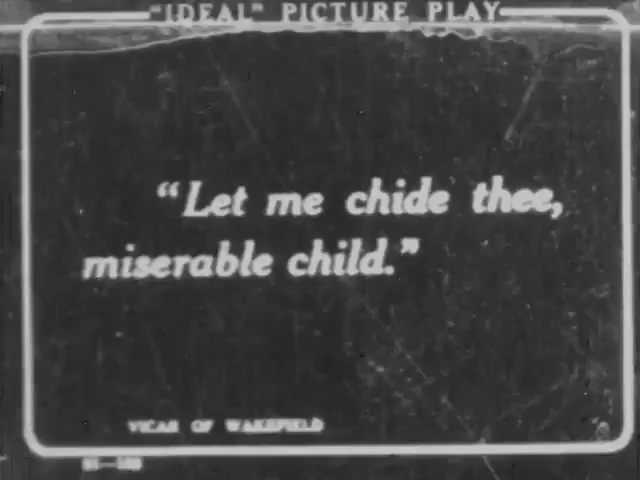 "IDEAL" PICTURE PLAY
"Let me chide thee,
miserable child."
VICAR OF WAKEFIELD